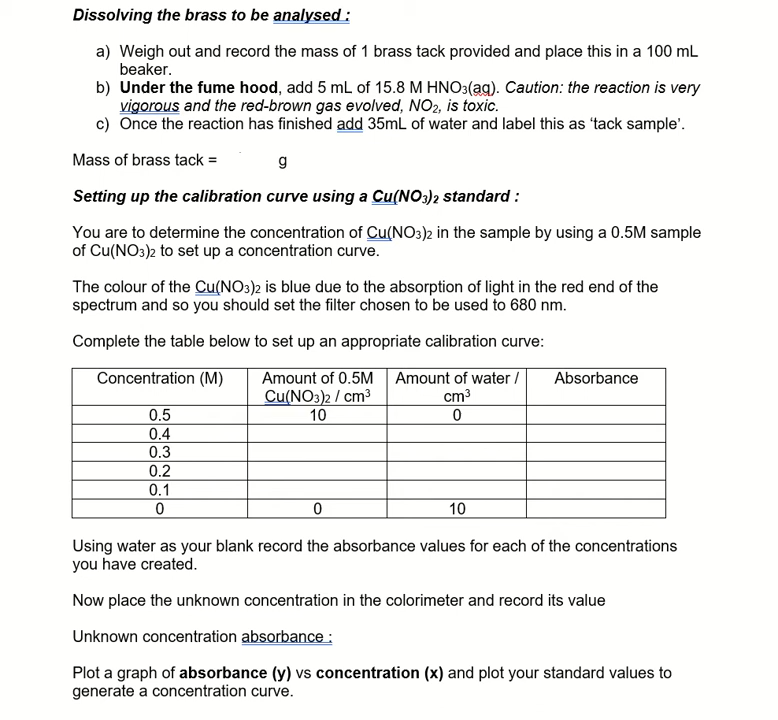 Dissolving the brass to be analysed :
a) Weigh out and record the mass of 1 brass tack provided and place this in a 100 mL
beaker.
b) Under the fume hood, add 5 mL of 15.8 M HNO3(aq). Caution: the reaction is very
vigorous and the red-brown gas evolved, NO2, is toxic.
c) Once the reaction has finished add 35mL of water and label this as ‘tack sample’.
Mass of brass tack = g
Setting up the calibration curve using a Cu(NO3)2 standard :
You are to determine the concentration of Cu(NO3)2 in the sample by using a 0.5M sample
of Cu(NO3)2 to set up a concentration curve.
The colour of the Cu(NO3)2 is blue due to the absorption of light in the red end of the
spectrum and so you should set the filter chosen to be used to 680 nm.
Complete the table below to set up an appropriate calibration curve:
Concentration (M) Amount of 0.5M Amount of water / Absorbance
Cu(NO3)2 / cm3 cm3
0.5 10 0
0.4
0.3
0.2
0.1
0 0 10
Using water as your blank record the absorbance values for each of the concentrations
you have created.
Now place the unknown concentration in the colorimeter and record its value
Unknown concentration absorbance :
Plot a graph of absorbance (y) vs concentration (x) and plot your standard values to
generate a concentration curve.